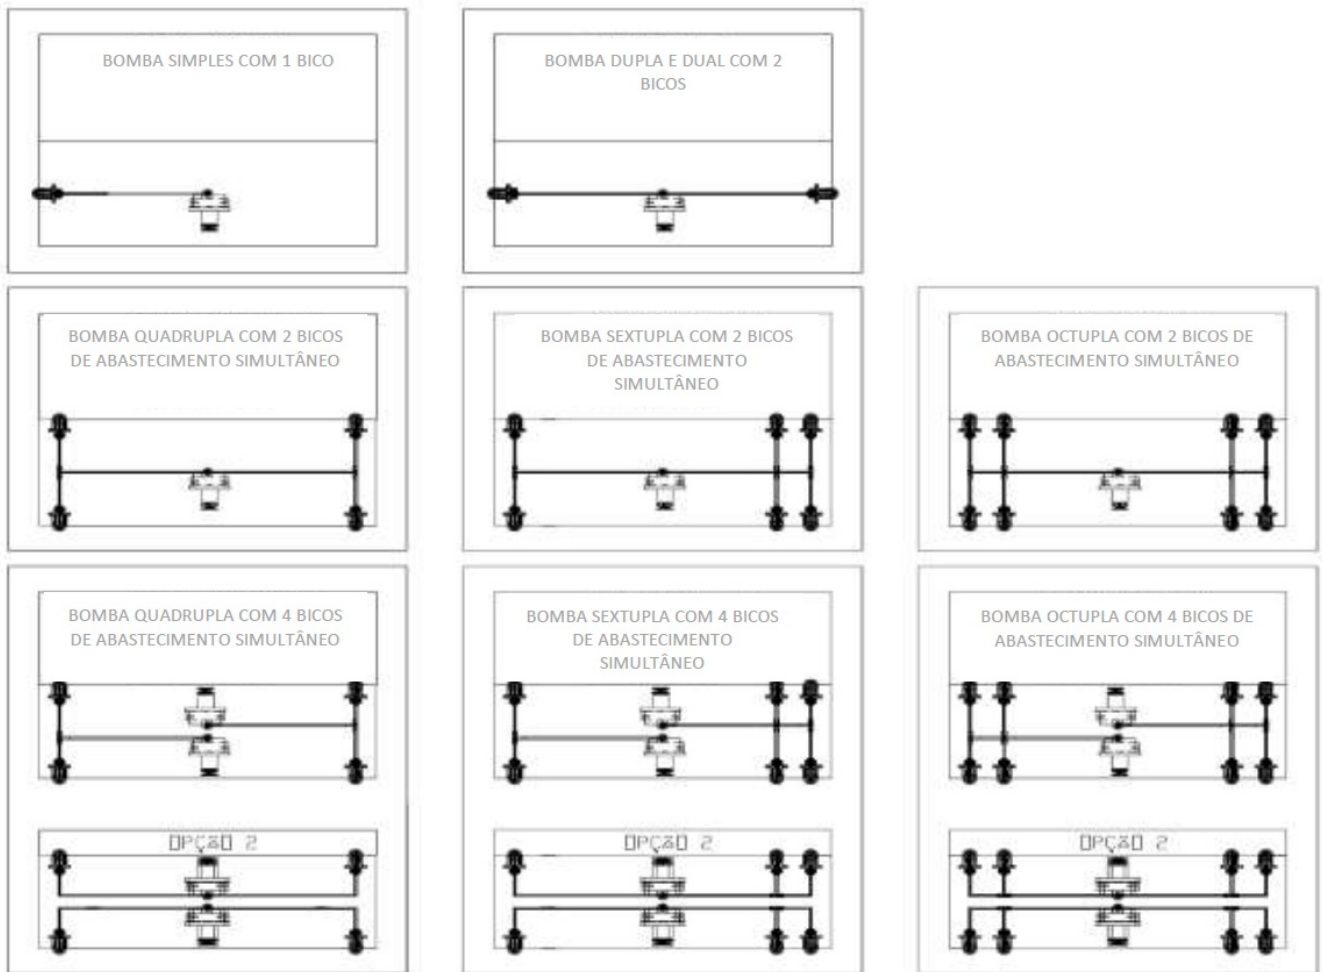 BOMBA SIMPLES COM 1 BICO
BOMBA DUPLA E DUAL COM 2
BICOS
BOMBA QUADRUPLA COM 2 BICOS
DE ABASTECIMENTO SIMULTÂNEO
BOMBA SEXTUPLA COM 2 BICOS
DE ABASTECIMENTO
SIMULTÂNEO
BOMBA OCTUPLA COM 2 BICOS DE
ABASTECIMENTO SIMULTÂNEO
BOMBA QUADRUPLA COM 4 BICOS
DE ABASTECIMENTO SIMULTÂNEO
BOMBA SEXTUPLA COM 4 BICOS
DE ABASTECIMENTO
SIMULTÂNEO
BOMBA OCTUPLA COM 4 BICOS DE
ABASTECIMENTO SIMULTÂNEO
OPÇÃO 2
OPÇÃO 2
OPÇÃO 2